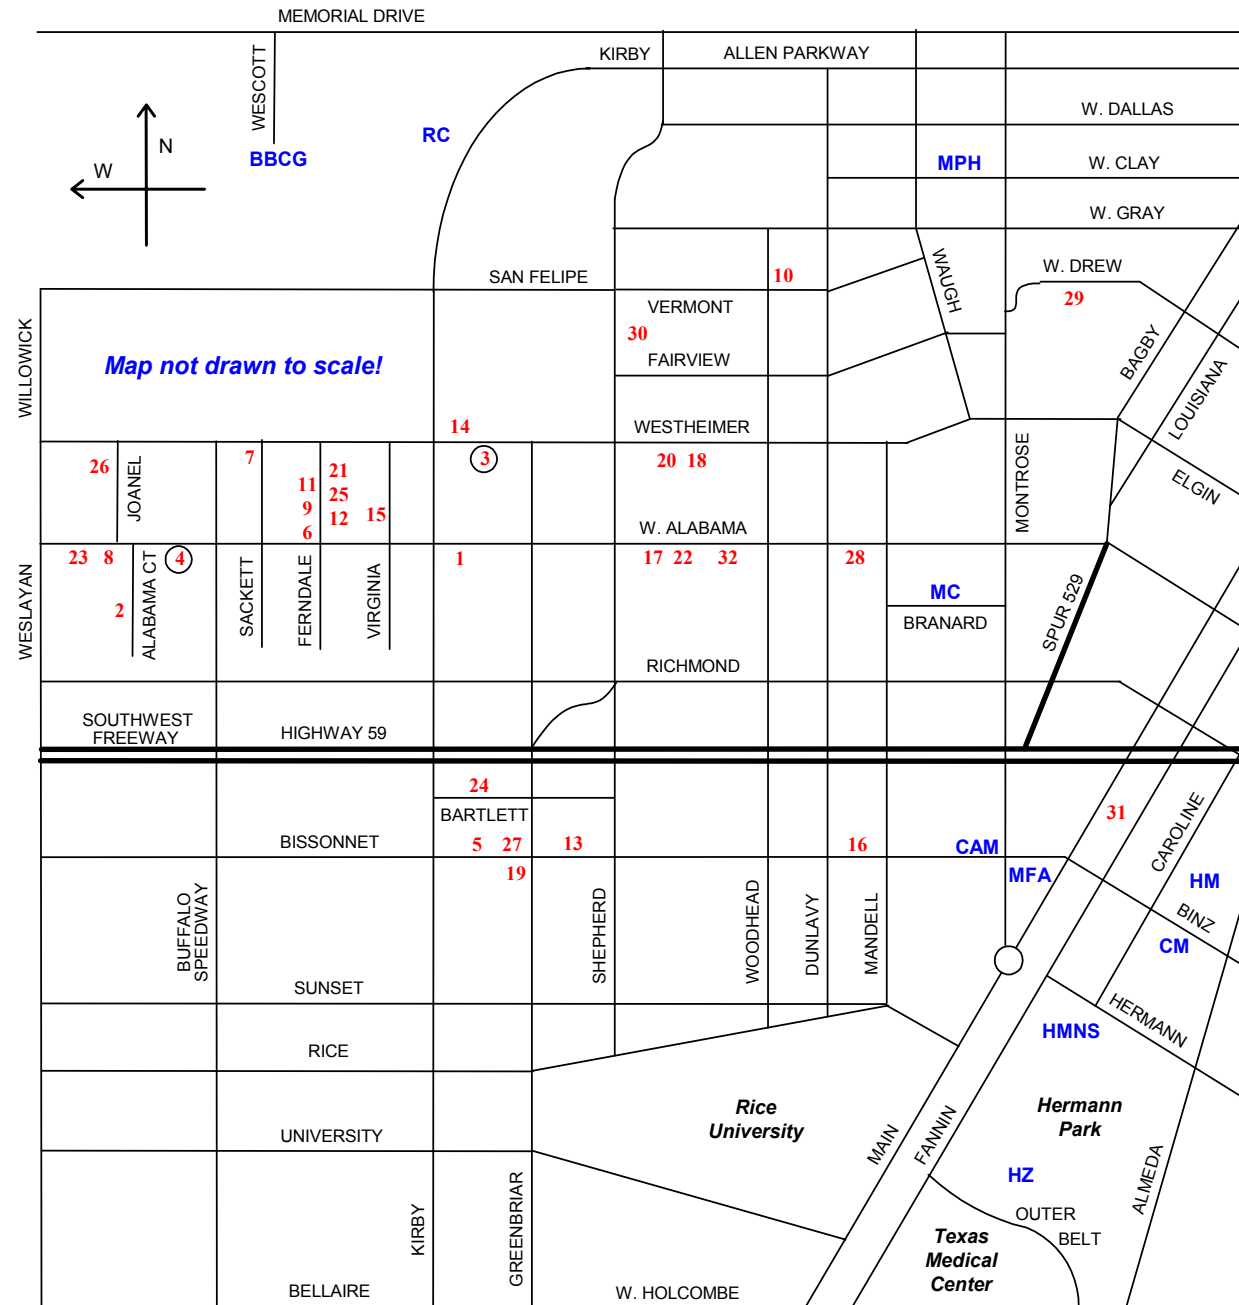 MEMORIAL DRIVE
KIRBY
ALLEN PARKWAY
WESCOTT
W. DALLAS
RC
N
BBCG
MPH
W. CLAY
W
W. GRAY
WAUGH
W. DREW
SAN FELIPE
10
29
VERMONT
30
WILLOWICK
Map not drawn to scale!
FAIRVIEW
BAGBY
LOUISIANA
14
WESTHEIMER
3
26
JOANEL
7
11
9
6
21
25
12
15
20 18
MONTROSE
ELGIN
W. ALABAMA
23 8
4
1
17 22 32
28
2
ALABAMA CT
WESLAYAN
SACKETT
FERNDALE
VIRGINIA
MC
BRANARD
SPUR 529
RICHMOND
SOUTHWEST
FREEWAY
HIGHWAY 59
24
BARTLETT
31
CAROLINE
BISSONNET
5 27
13
16
CAM
19
MFA
HM
BUFFALO
SPEEDWAY
SHEPHERD
WOODHEAD
DUNLAVY
MANDELL
BINZ
CM
SUNSET
HERMANN
HMNS
RICE
Rice
University
Hermann
Park
UNIVERSITY
MAIN
FANNIN
HZ
ALMEDA
KIRBY
GREENBRIAR
OUTER
BELT
Texas
Medical
Center
BELLAIRE
W. HOLCOMBE